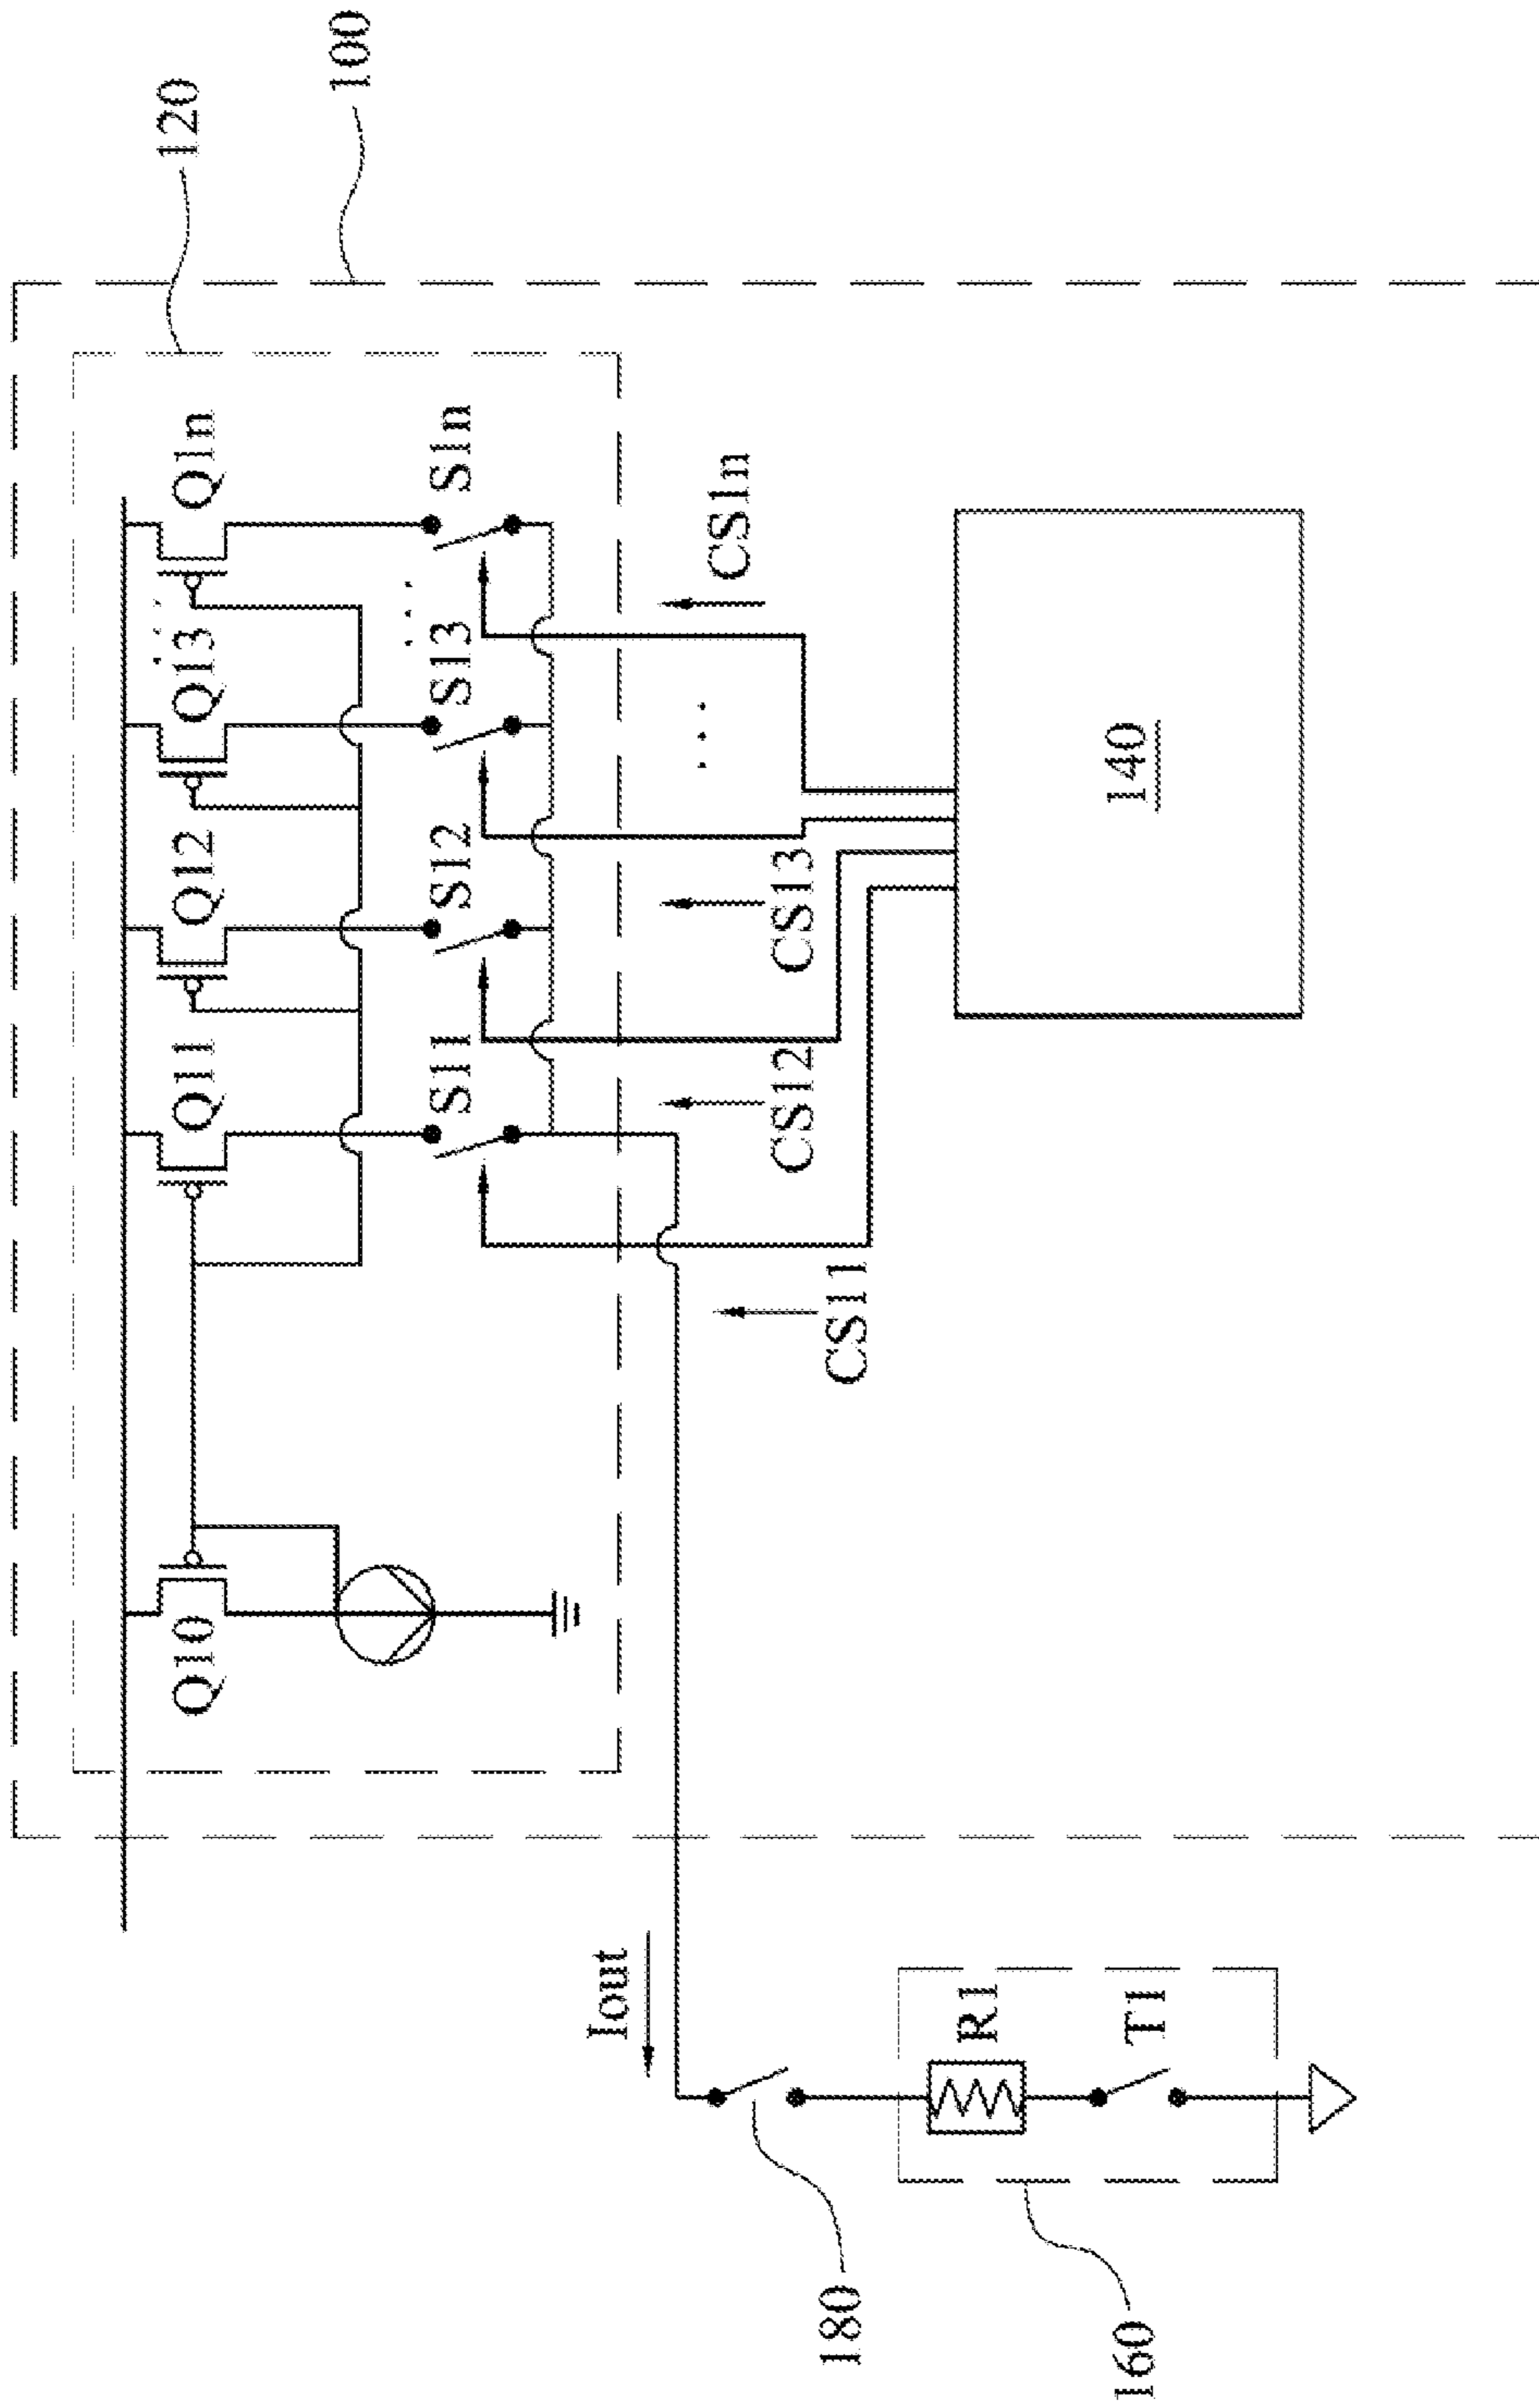 120
100
Q10
Q11
Q12
Q13
Q1n
S11
S12
S13
S1n
Iout
CS11
CS12
CS13
CS1n
180
R1
T1
160
140